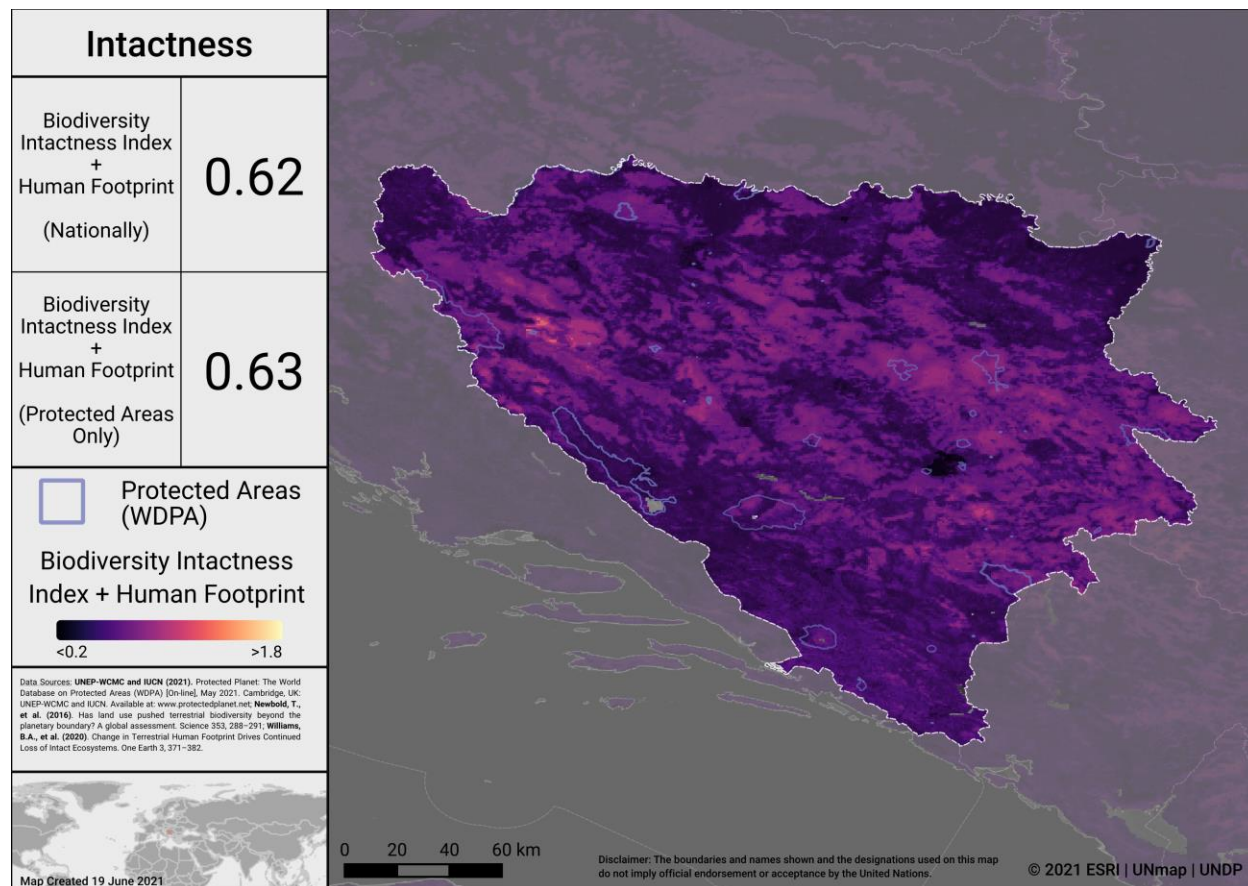 Intactness
Biodiversity
Intactness Index
+
Human Footprint
(Nationally)
0.62
Biodiversity
Intactness Index
+
Human Footprint
(Protected Areas
Only)
0.63
Protected Areas
(WDPA)
Biodiversity Intactness
Index + Human Footprint
<0.2 >1.8
Data Sources: UNEP-WCMC and IUCN (2021). Protected Planet: The World
Database on Protected Areas (WDPA) [On-line], May 2021. Cambridge, UK:
UNEP-WCMC and IUCN. Available at: www.protectedplanet.net; Newbold, T.,
et al. (2016). Has land use pushed terrestrial biodiversity beyond the
planetary boundary? A global assessment. Science 353, 288–291; Williams,
B.A., et al. (2020). Change in Terrestrial Human Footprint Drives Continued
Loss of Intact Ecosystems. One Earth 3, 371–382.
Map Created 19 June 2021
0 20 40 60 km
Disclaimer: The boundaries and names shown and the designations used on this map
do not imply official endorsement or acceptance by the United Nations.
© 2021 ESRI | UNmap | UNDP